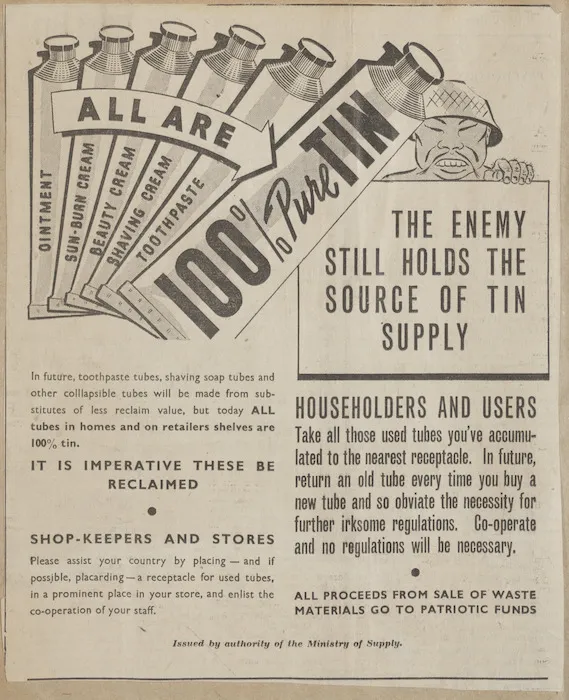 ALL ARE
OINTMENT
SUN-BURN CREAM
BEAUTY CREAM
SHAVING CREAM
TOOTHPASTE
100% Pure TIN
THE ENEMY
STILL HOLDS THE
SOURCE OF TIN
SUPPLY
In future, toothpaste tubes, shaving soap tubes and
other colllapsible tubes will be made from sub-
stitutes of less reclaim value, but today ALL
tubes in homes and on retailers shelves are
100% tin.
IT IS IMPERATIVE THESE BE
RECLAIMED
SHOP-KEEPERS AND STORES
Please assist your country by placing — and if
possible, placarding — a receptacle for used tubes,
in a prominent place in your store, and enlist the
co-operation of your staff.
HOUSEHOLDERS AND USERS
Take all those used tubes you've accumu-
lated to the nearest receptacle. In future,
return an old tube every time you buy a
new tube and so obviate the necessity for
further irksome regulations. Co-operate
and no regulations will be necessary.
ALL PROCEEDS FROM SALE OF WASTE
MATERIALS GO TO PATRIOTIC FUNDS
Issued by authority of the Ministry of Supply.